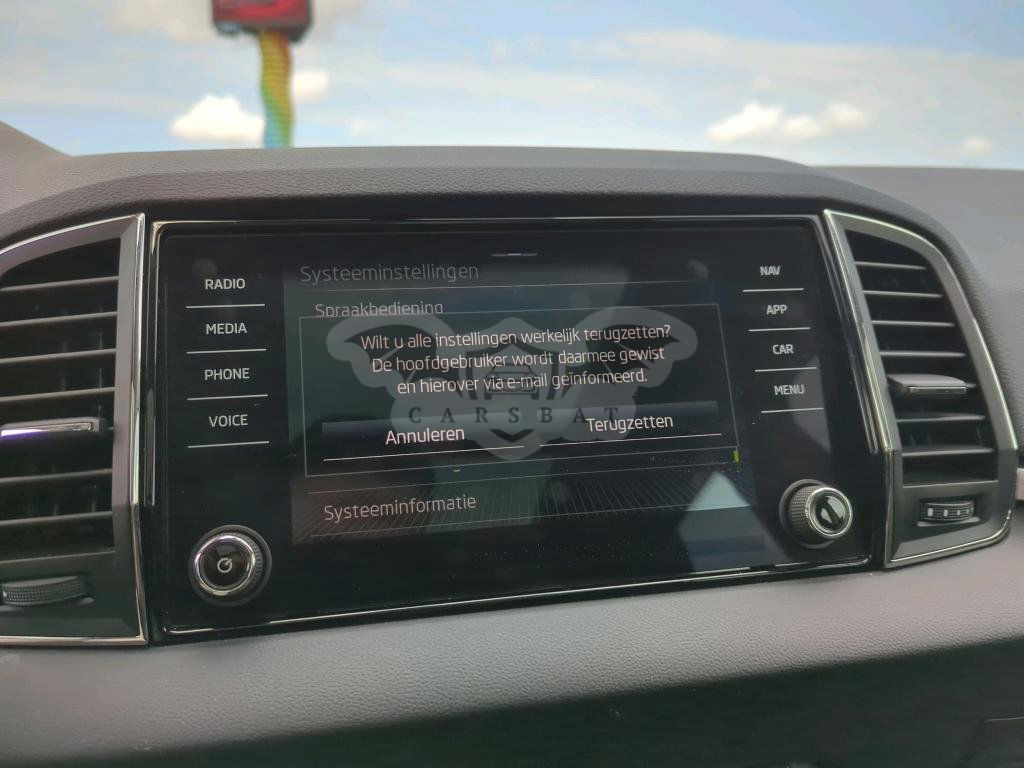 RADIO
MEDIA
PHONE
VOICE
Systeeminstellingen
Spraakbediening
Wilt u alle instellingen werkelijk terugzetten?
De hoofdgebruiker wordt daarmee gewist
en hierover via e-mail geïnformeerd.
CARSBAT
Annuleren Terugzetten
Systeeminformatie
NAV
APP
CAR
MENU